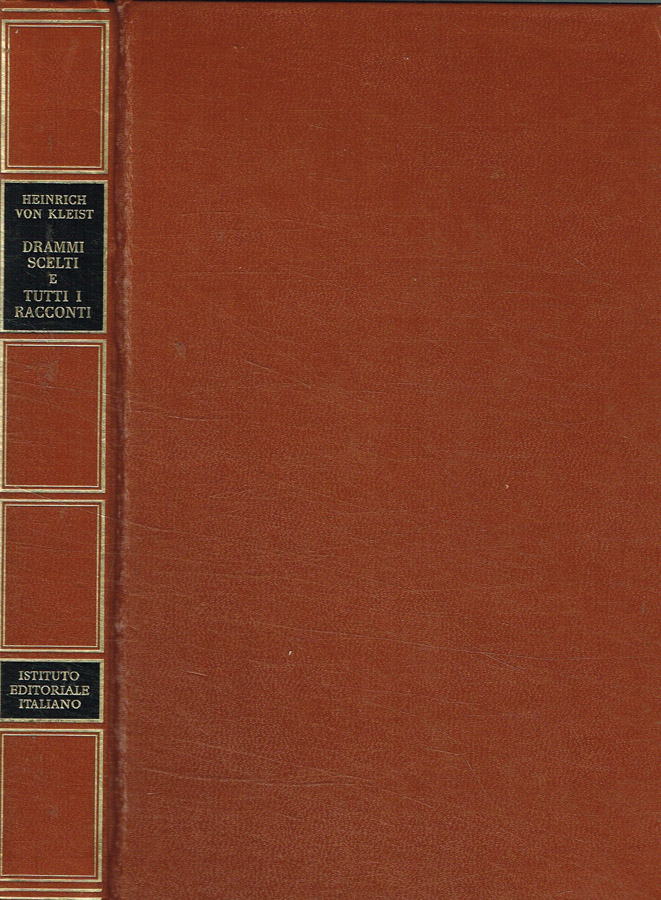 HEINRICH
VON KLEIST
DRAMMI
SCELTI
E
TUTTI I
RACCONTI
ISTITUTO
EDITORIALE
ITALIANO